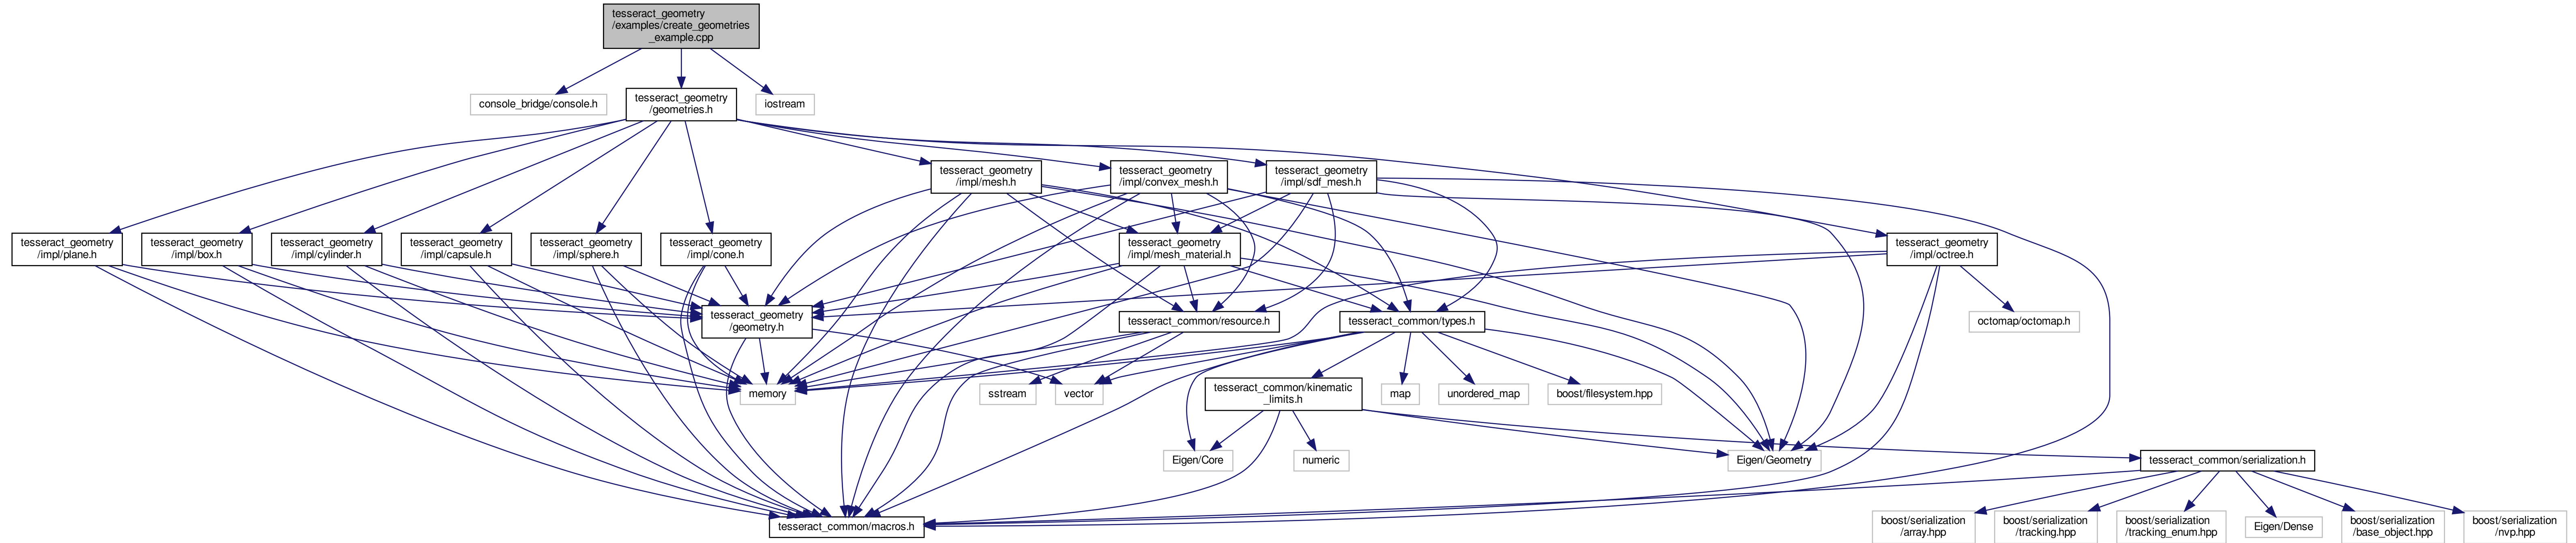 tesseract_geometry
/examples/create_geometries
_example.cpp
console_bridge/console.h
tesseract_geometry
/geometries.h
iostream
tesseract_geometry
/impl/mesh.h
tesseract_geometry
/impl/convex_mesh.h
tesseract_geometry
/impl/sdf_mesh.h
tesseract_geometry
/impl/plane.h
tesseract_geometry
/impl/box.h
tesseract_geometry
/impl/cylinder.h
tesseract_geometry
/impl/capsule.h
tesseract_geometry
/impl/sphere.h
tesseract_geometry
/impl/cone.h
tesseract_geometry
/impl/mesh_material.h
tesseract_geometry
/impl/octree.h
tesseract_geometry
/geometry.h
tesseract_common/resource.h
tesseract_common/types.h
octomap/octomap.h
memory
sstream
vector
tesseract_common/kinematic
_limits.h
map
unordered_map
boost/filesystem.hpp
Eigen/Core
numeric
Eigen/Geometry
tesseract_common/serialization.h
tesseract_common/macros.h
boost/serialization
/array.hpp
boost/serialization
/tracking.hpp
boost/serialization
/tracking_enum.hpp
Eigen/Dense
boost/serialization
/base_object.hpp
boost/serialization
/nvp.hpp